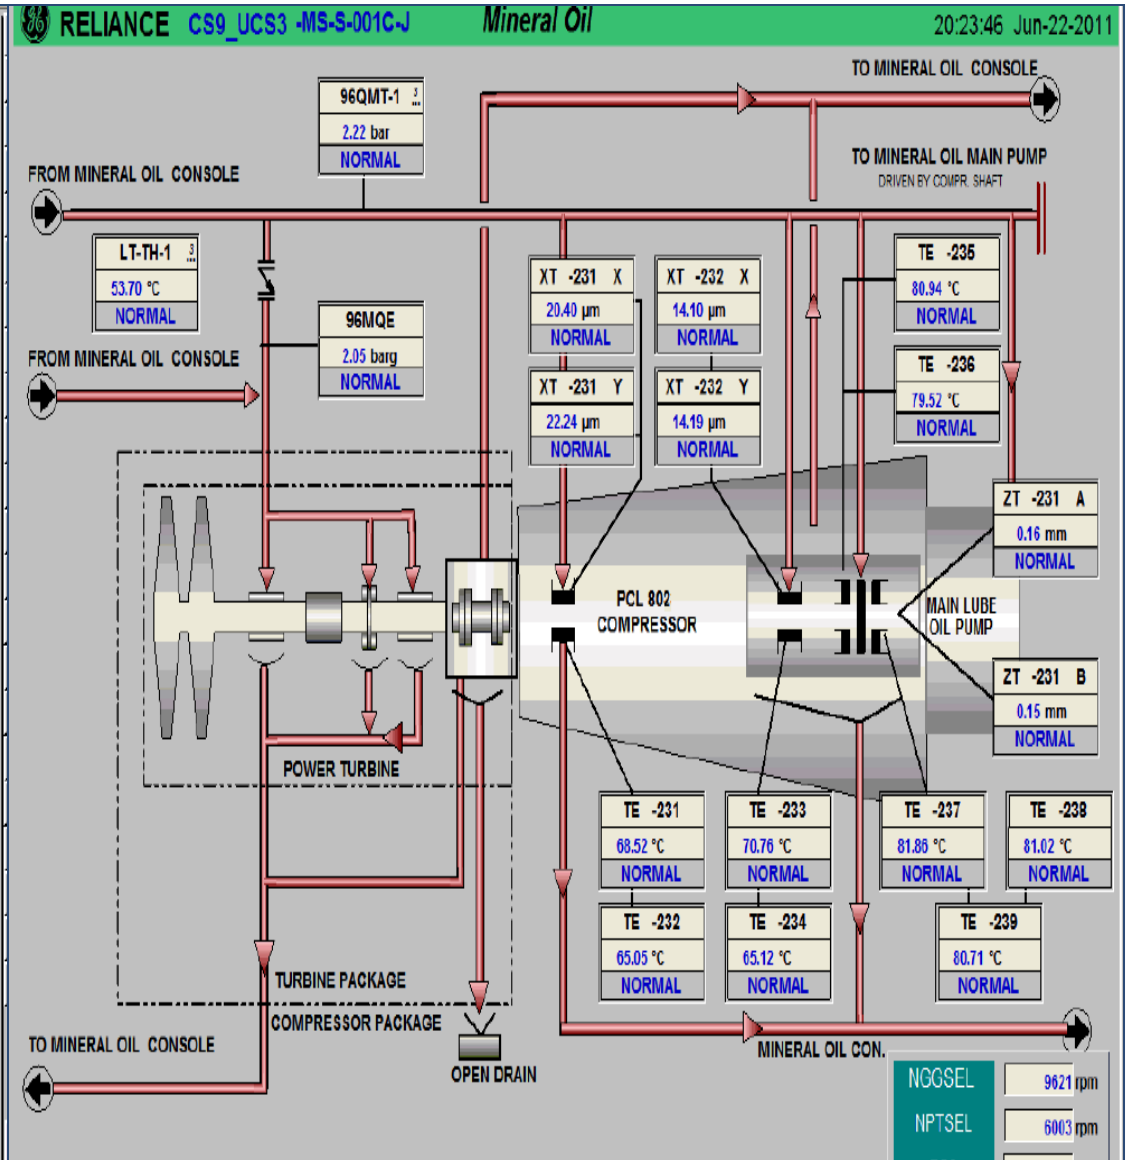 RELIANCE CS9_UCS3 -MS-S-001C-J Mineral Oil 20:23:46 Jun-22-2011
TO MINERAL OIL CONSOLE
96QMT-1 3
2.22 bar
NORMAL
TO MINERAL OIL MAIN PUMP
DRIVEN BY COMPR. SHAFT
FROM MINERAL OIL CONSOLE
LT-TH-1 3
53.70 °C
NORMAL
XT -231 X
20.40 µm
NORMAL
XT -232 X
14.10 µm
NORMAL
TE -235
80.94 °C
NORMAL
96MQE
2.05 barg
NORMAL
FROM MINERAL OIL CONSOLE
XT -231 Y
22.24 µm
NORMAL
XT -232 Y
14.19 µm
NORMAL
TE -236
79.52 °C
NORMAL
ZT -231 A
0.16 mm
NORMAL
PCL 802
COMPRESSOR
MAIN LUBE
OIL PUMP
ZT -231 B
0.15 mm
NORMAL
POWER TURBINE
TE -231
68.52 °C
NORMAL
TE -233
70.76 °C
NORMAL
TE -237
81.86 °C
NORMAL
TE -238
81.02 °C
NORMAL
TE -232
65.05 °C
NORMAL
TE -234
65.12 °C
NORMAL
TE -239
80.71 °C
NORMAL
TURBINE PACKAGE
COMPRESSOR PACKAGE
TO MINERAL OIL CONSOLE
MINERAL OIL CON.
OPEN DRAIN
NGGSEL 9621 rpm
NPTSEL 6003 rpm